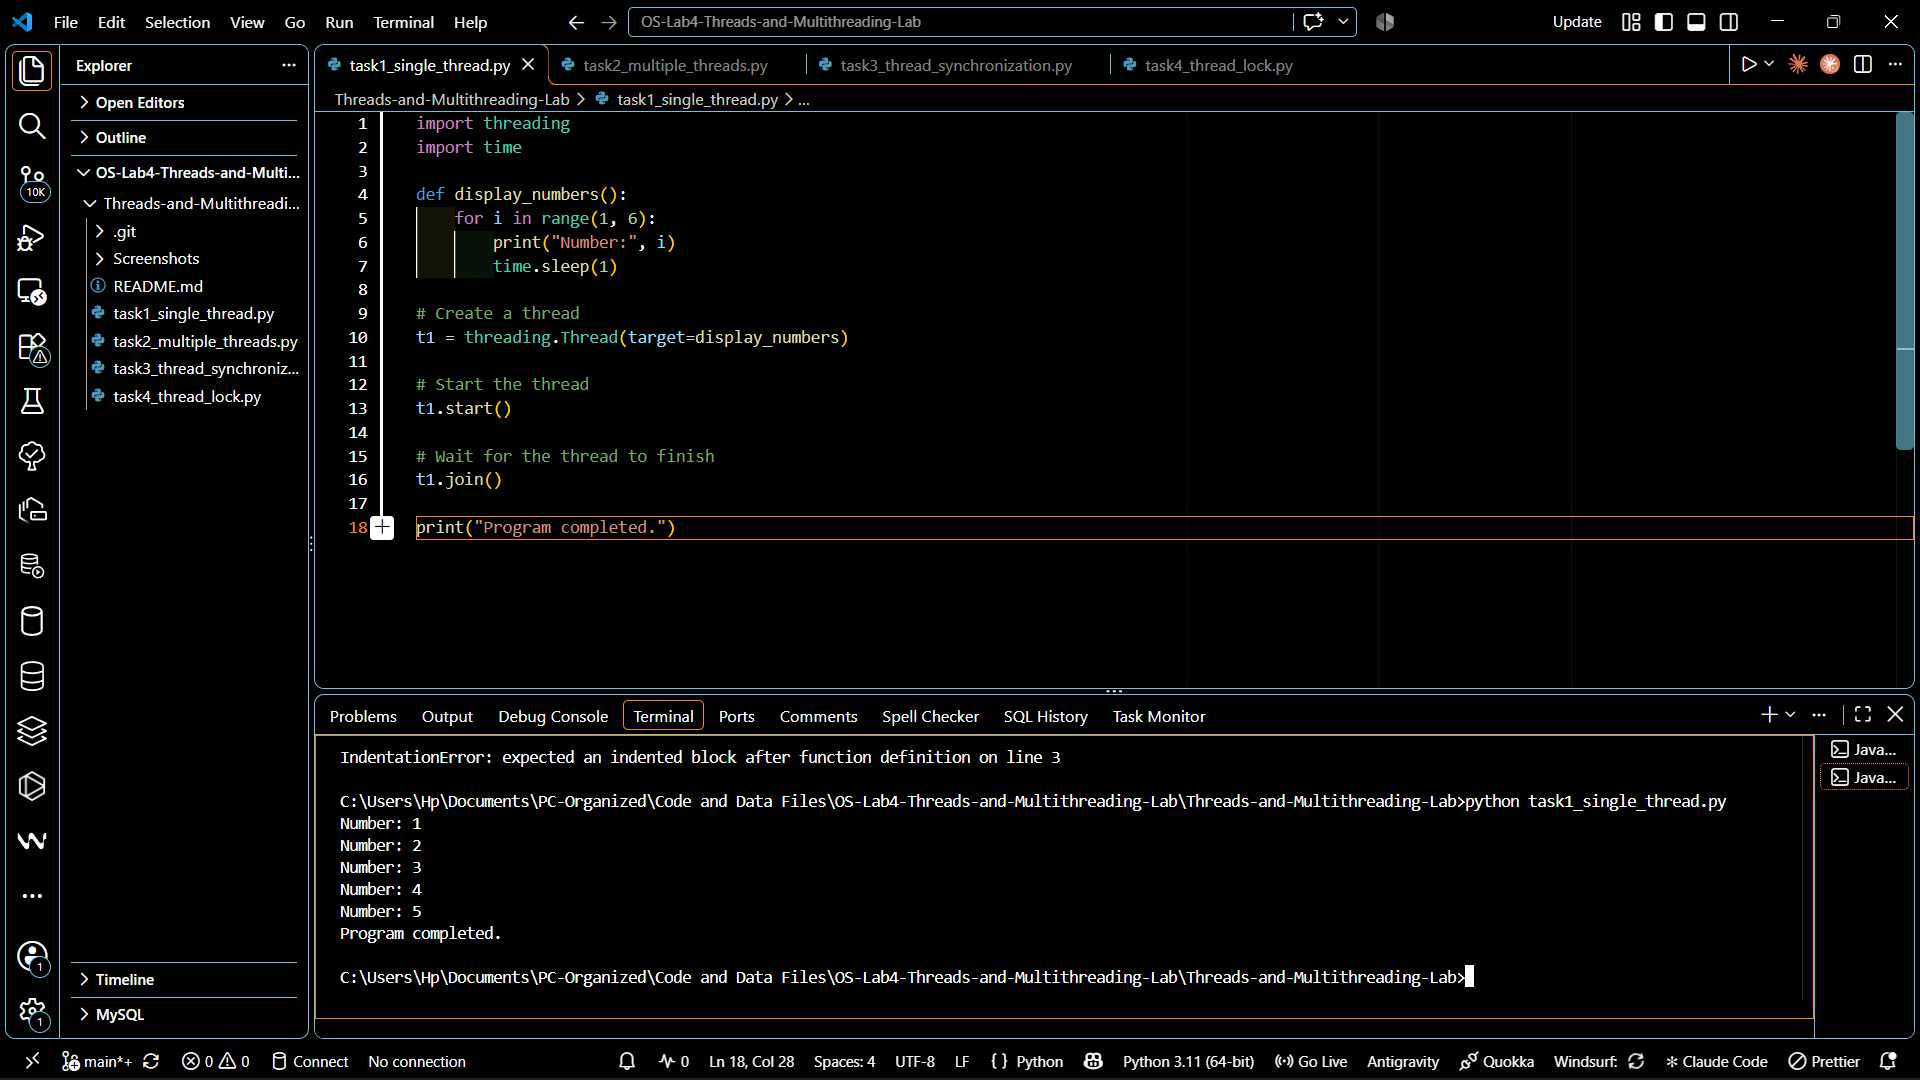 File Edit Selection View Go Run Terminal Help
OS-Lab4-Threads-and-Multithreading-Lab
Update
Explorer
Open Editors
Outline
OS-Lab4-Threads-and-Multi...
Threads-and-Multithreadi...
.git
Screenshots
README.md
task1_single_thread.py
task2_multiple_threads.py
task3_thread_synchroniz...
task4_thread_lock.py
Timeline
MySQL
10K
1
1
task1_single_thread.py task2_multiple_threads.py task3_thread_synchronization.py task4_thread_lock.py
Threads-and-Multithreading-Lab > task1_single_thread.py > ...
1 import threading
2 import time
3
4 def display_numbers():
5 for i in range(1, 6):
6 print("Number:", i)
7 time.sleep(1)
8
9 # Create a thread
10 t1 = threading.Thread(target=display_numbers)
11
12 # Start the thread
13 t1.start()
14
15 # Wait for the thread to finish
16 t1.join()
17
18 print("Program completed.")
Problems Output Debug Console Terminal Ports Comments Spell Checker SQL History Task Monitor
IndentationError: expected an indented block after function definition on line 3
C:\Users\Hp\Documents\PC-Organized\Code and Data Files\OS-Lab4-Threads-and-Multithreading-Lab\Threads-and-Multithreading-Lab>python task1_single_thread.py
Number: 1
Number: 2
Number: 3
Number: 4
Number: 5
Program completed.
C:\Users\Hp\Documents\PC-Organized\Code and Data Files\OS-Lab4-Threads-and-Multithreading-Lab\Threads-and-Multithreading-Lab>
Java...
Java...
main*+ 0 0 Connect No connection 0 Ln 18, Col 28 Spaces: 4 UTF-8 LF {} Python Python 3.11 (64-bit) Go Live Antigravity Quokka Windsurf: Claude Code Prettier